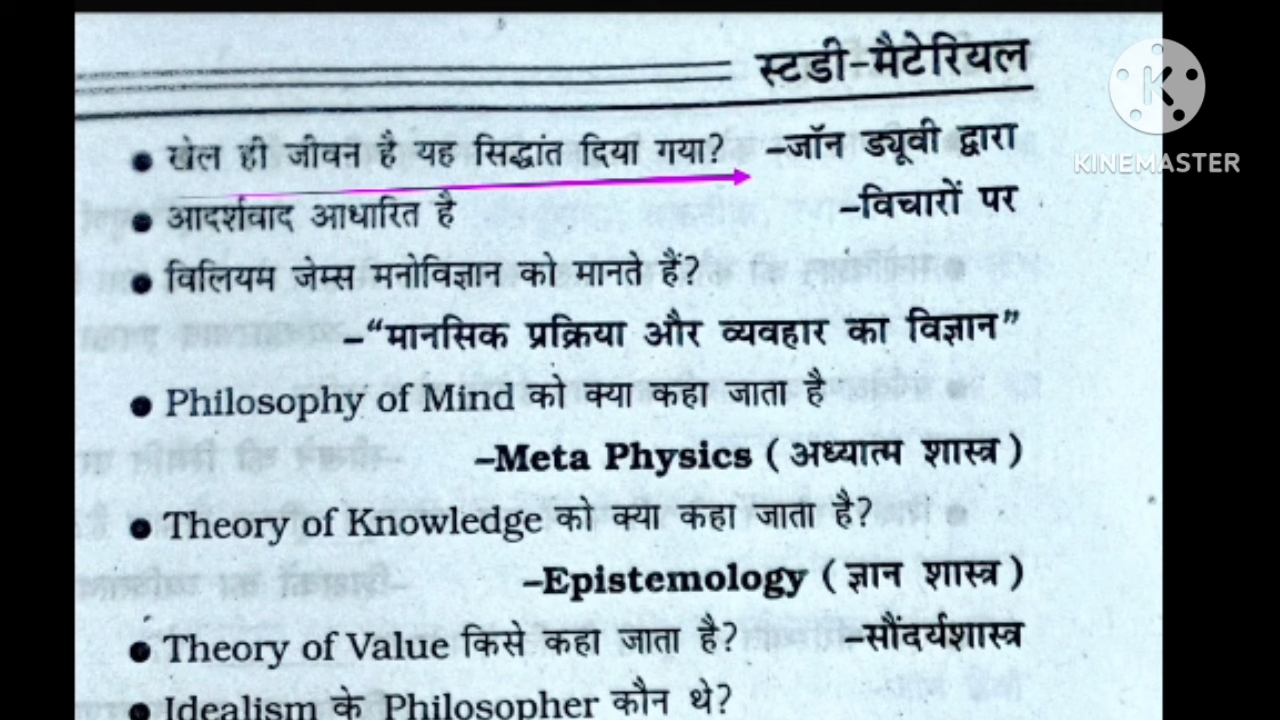 स्टडी-मैटेरियल
KINEMASTER
● खेल ही जीवन है यह सिद्धांत दिया गया? –जॉन ड्यूवी द्वारा
● आदर्शवाद आधारित है –विचारों पर
● विलियम जेम्स मनोविज्ञान को मानते हैं?
–“मानसिक प्रक्रिया और व्यवहार का विज्ञान”
● Philosophy of Mind को क्या कहा जाता है
–Meta Physics ( अध्यात्म शास्त्र )
● Theory of Knowledge को क्या कहा जाता है?
–Epistemology ( ज्ञान शास्त्र )
● Theory of Value किसे कहा जाता है? –सौंदर्यशास्त्र
● Idealism के Philosopher कौन थे?